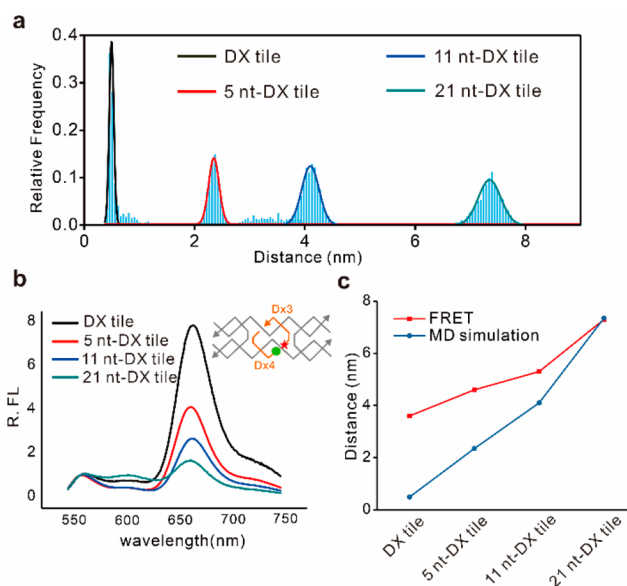 a
Relative Frequency
0.4
0.3
0.2
0.1
0.0
DX tile
5 nt-DX tile
11 nt-DX tile
21 nt-DX tile
0 2 4 6 8
Distance (nm)
b
R. FL
8
6
4
2
0
DX tile
5 nt-DX tile
11 nt-DX tile
21 nt-DX tile
Dx3
Dx4
550 600 650 700 750
wavelength(nm)
c
Distance (nm)
8
6
4
2
0
FRET
MD simulation
DX tile
5 nt-DX tile
11 nt-DX tile
21 nt-DX tile